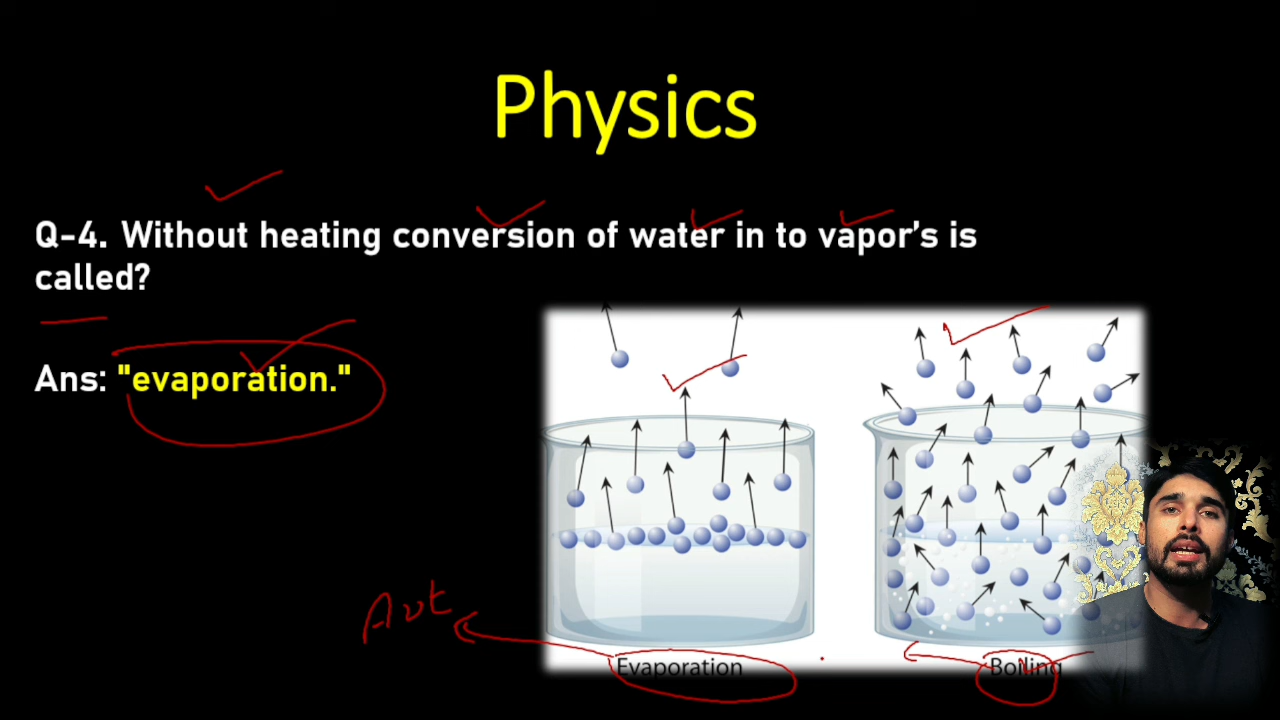 Physics
Q-4. Without heating conversion of water in to vapor's is
called?
Ans: "evaporation."
Aut
Evaporation
Boiling